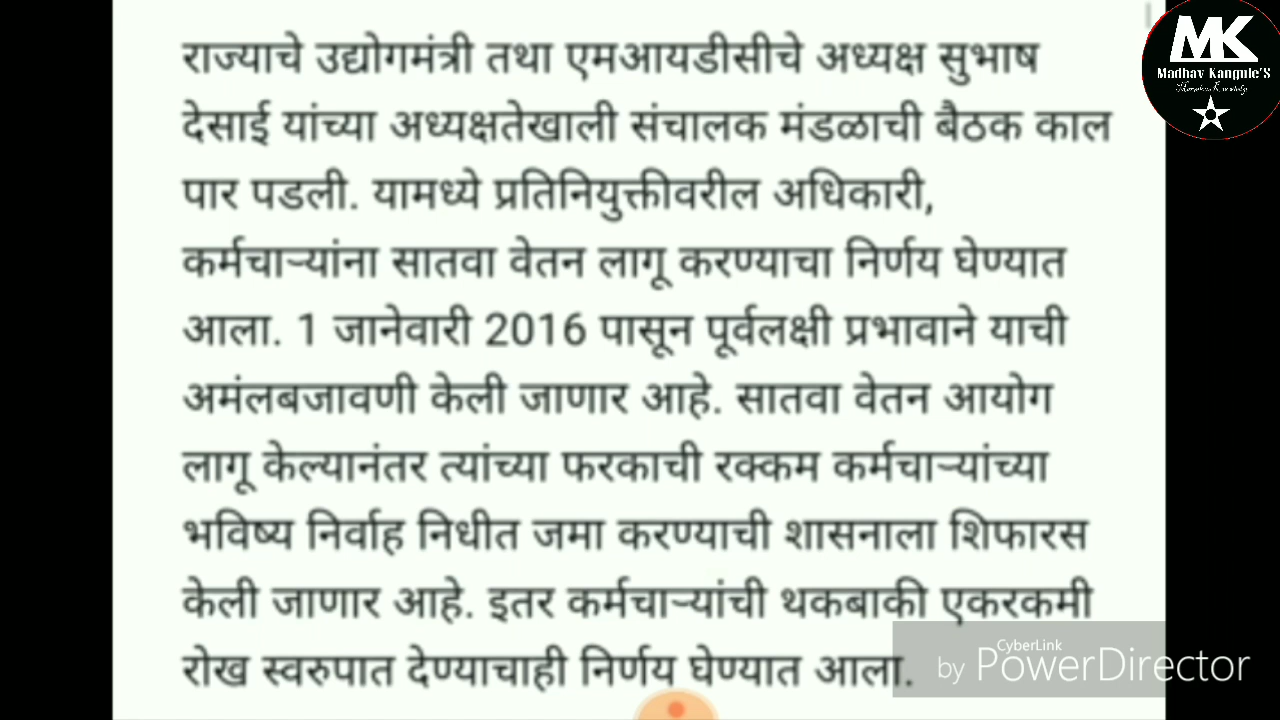 राज्याचे उद्योगमंत्री तथा एमआयडीसीचे अध्यक्ष सुभाष
देसाई यांच्या अध्यक्षतेखाली संचालक मंडळाची बैठक काल
पार पडली. यामध्ये प्रतिनियुक्तीवरील अधिकारी,
कर्मचाऱ्यांना सातवा वेतन लागू करण्याचा निर्णय घेण्यात
आला. 1 जानेवारी 2016 पासून पूर्वलक्षी प्रभावाने याची
अमंलबजावणी केली जाणार आहे. सातवा वेतन आयोग
लागू केल्यानंतर त्यांच्या फरकाची रक्कम कर्मचाऱ्यांच्या
भविष्य निर्वाह निधीत जमा करण्याची शासनाला शिफारस
केली जाणार आहे. इतर कर्मचाऱ्यांची थकबाकी एकरकमी
रोख स्वरुपात देण्याचाही निर्णय घेण्यात आला.
MK
Madhav Kangule'S
CyberLink
by PowerDirector